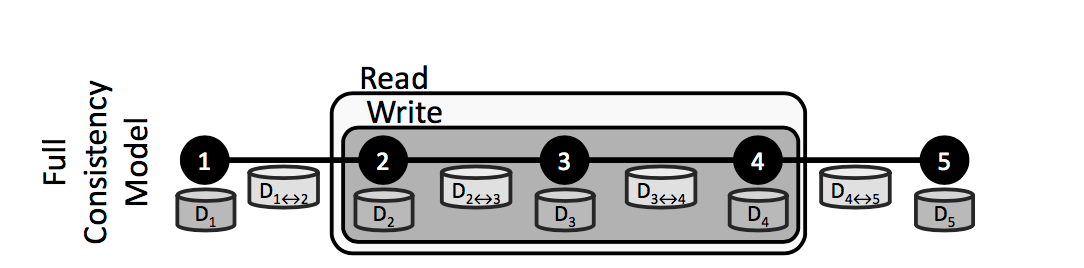 Full
Consistency
Model
Read
Write
1
2
3
4
5
D1↔2
D2↔3
D3↔4
D4↔5
D1
D2
D3
D4
D5